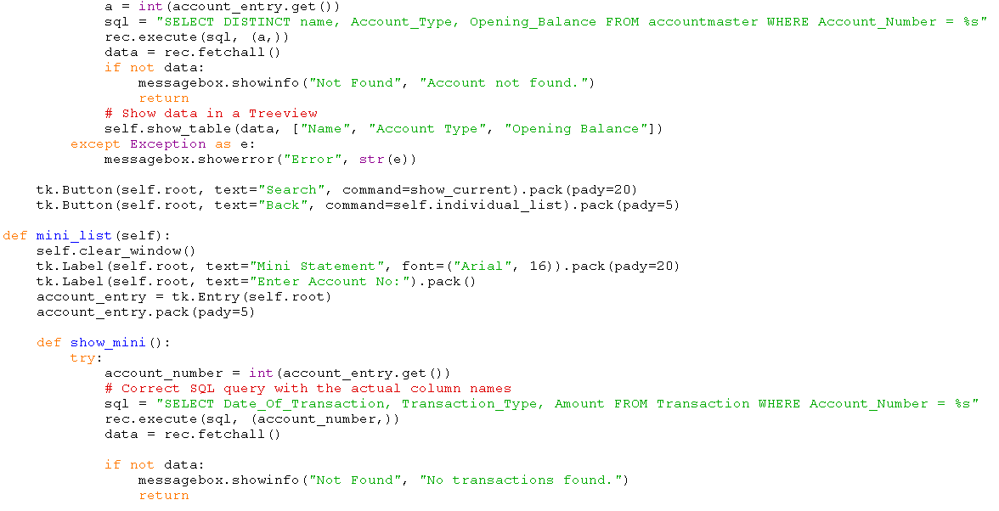 a = int(account_entry.get())
            sql = "SELECT DISTINCT name, Account_Type, Opening_Balance FROM accountmaster WHERE Account_Number = %s"
            rec.execute(sql, (a,))
            data = rec.fetchall()
            if not data:
                messagebox.showinfo("Not Found", "Account not found.")
                return
            # Show data in a Treeview
            self.show_table(data, ["Name", "Account Type", "Opening Balance"])
        except Exception as e:
            messagebox.showerror("Error", str(e))

    tk.Button(self.root, text="Search", command=show_current).pack(pady=20)
    tk.Button(self.root, text="Back", command=self.individual_list).pack(pady=5)

def mini_list(self):
    self.clear_window()
    tk.Label(self.root, text="Mini Statement", font=("Arial", 16)).pack(pady=20)
    tk.Label(self.root, text="Enter Account No:").pack()
    account_entry = tk.Entry(self.root)
    account_entry.pack(pady=5)

    def show_mini():
        try:
            account_number = int(account_entry.get())
            # Correct SQL query with the actual column names
            sql = "SELECT Date_Of_Transaction, Transaction_Type, Amount FROM Transaction WHERE Account_Number = %s"
            rec.execute(sql, (account_number,))
            data = rec.fetchall()

            if not data:
                messagebox.showinfo("Not Found", "No transactions found.")
                return